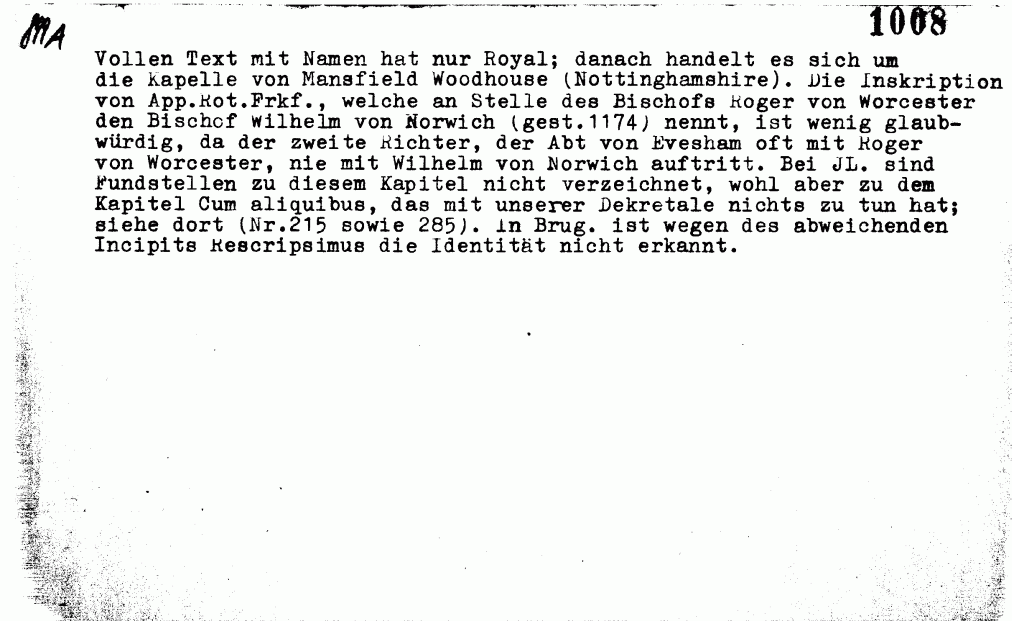 MA
1008
Vollen Text mit Namen hat nur Royal; danach handelt es sich um
die Kapelle von Mansfield Woodhouse (Nottinghamshire). Die Inskription
von App.Rot.Frkf., welche an Stelle des Bischofs Roger von Worcester
den Bischof Wilhelm von Norwich (gest.1174) nennt, ist wenig glaub-
würdig, da der zweite Richter, der Abt von Evesham oft mit Roger
von Worcester, nie mit Wilhelm von Norwich auftritt. Bei JL. sind
Fundstellen zu diesem Kapitel nicht verzeichnet, wohl aber zu dem
Kapitel Cum aliquibus, das mit unserer Dekretale nichts zu tun hat;
siehe dort (Nr.215 sowie 285). In Brug. ist wegen des abweichenden
Incipits Rescripsimus die Identität nicht erkannt.